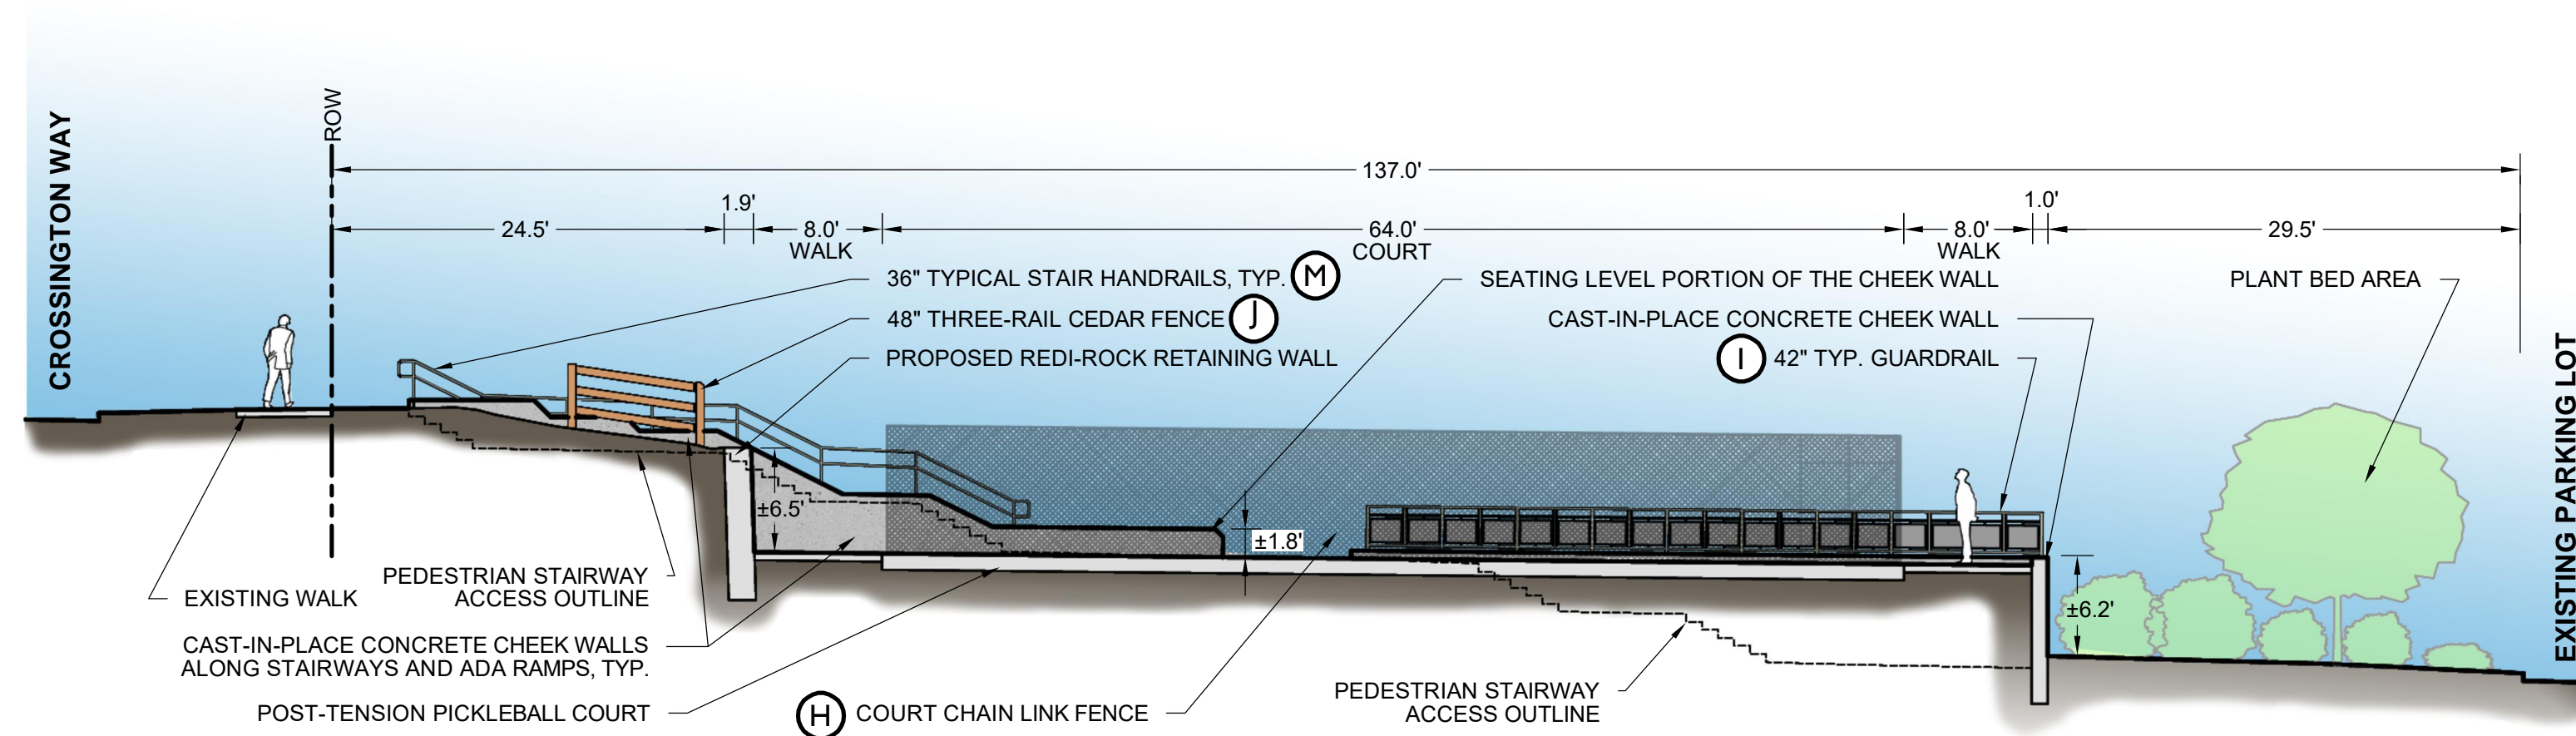 CROSSINGTON WAY
ROW
137.0'
24.5'
1.9'
8.0'
WALK
64.0'
COURT
8.0'
WALK
1.0'
29.5'
36" TYPICAL STAIR HANDRAILS, TYP. M
48" THREE-RAIL CEDAR FENCE J
PROPOSED REDI-ROCK RETAINING WALL
SEATING LEVEL PORTION OF THE CHEEK WALL
CAST-IN-PLACE CONCRETE CHEEK WALL
I 42" TYP. GUARDRAIL
PLANT BED AREA
EXISTING PARKING LOT
±6.5'
±1.8'
±6.2'
EXISTING WALK
PEDESTRIAN STAIRWAY
ACCESS OUTLINE
CAST-IN-PLACE CONCRETE CHEEK WALLS
ALONG STAIRWAYS AND ADA RAMPS, TYP.
POST-TENSION PICKLEBALL COURT
H COURT CHAIN LINK FENCE
PEDESTRIAN STAIRWAY
ACCESS OUTLINE